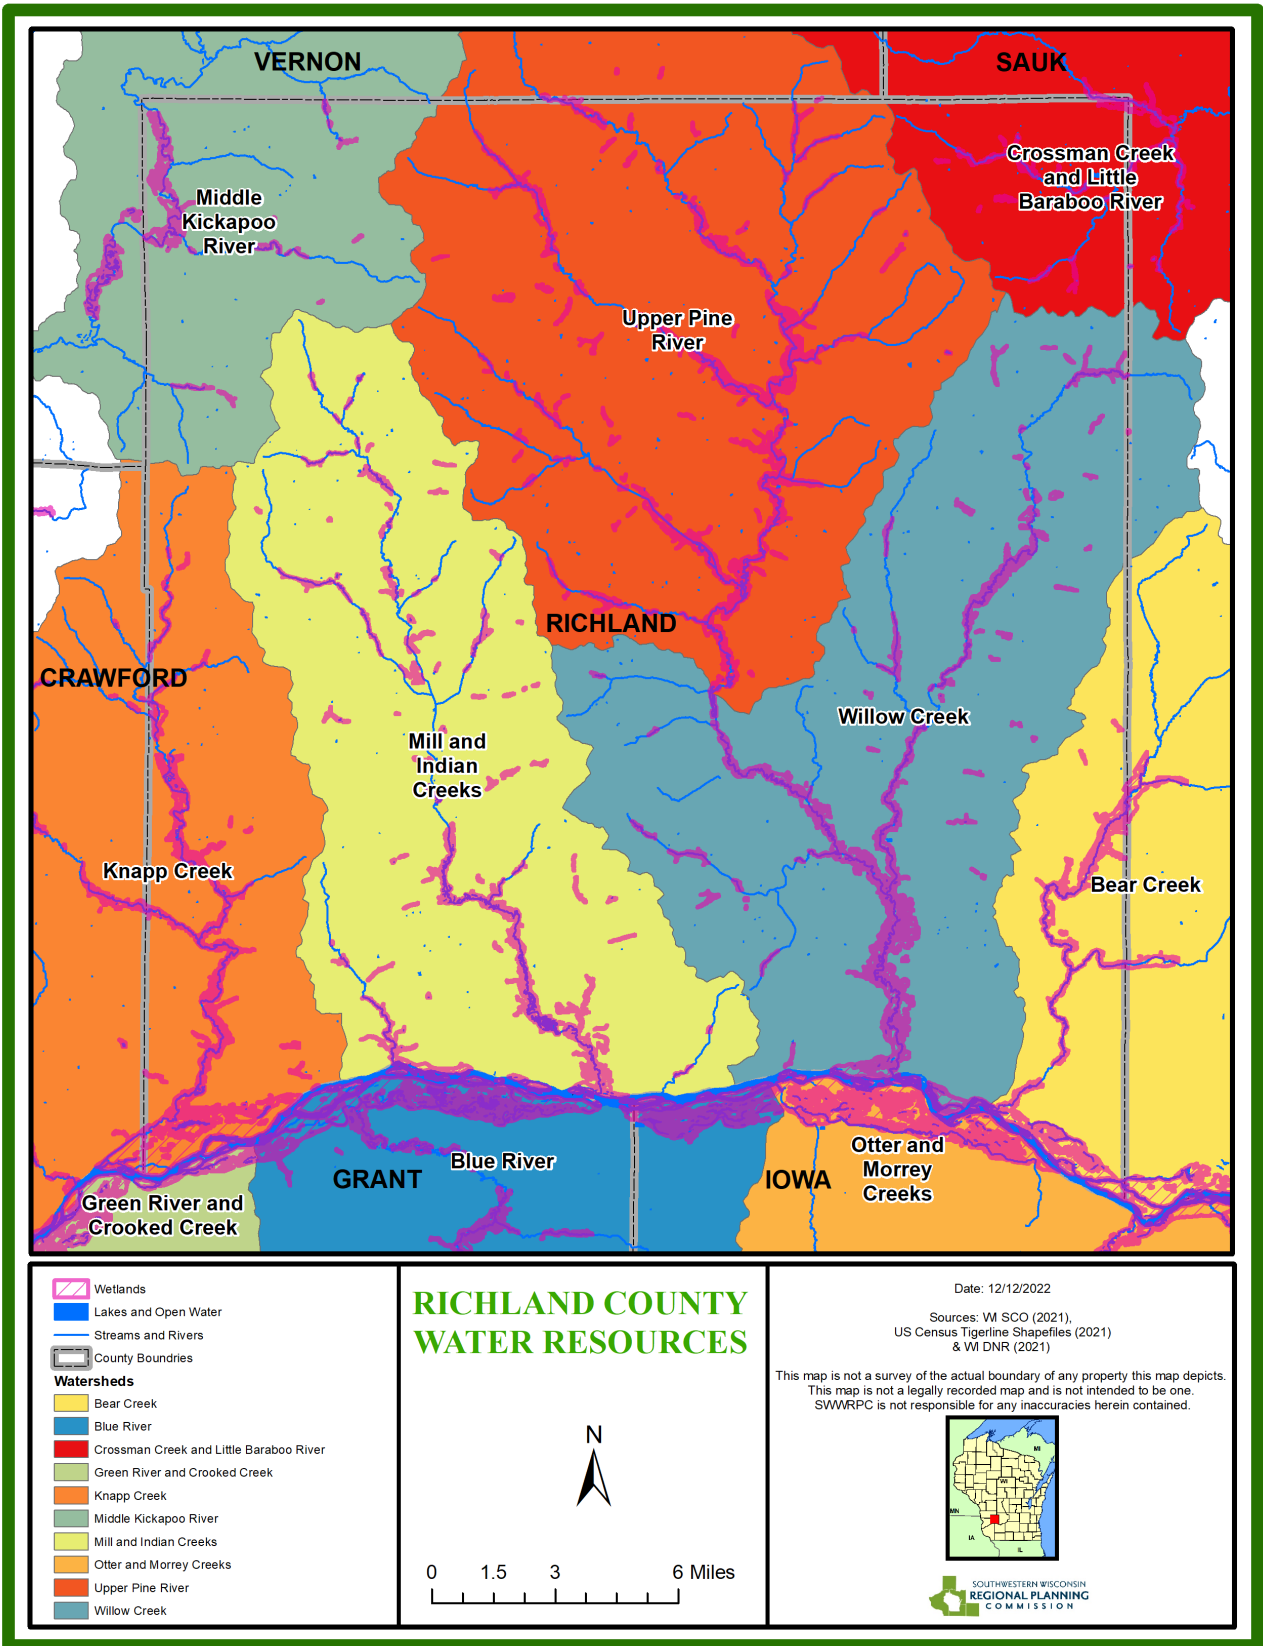 VERNON
SAUK
Crossman Creek
and Little
Baraboo River
Middle
Kickapoo
River
Upper Pine
River
RICHLAND
CRAWFORD
Willow Creek
Mill and
Indian
Creeks
Knapp Creek
Bear Creek
Otter and
Morrey
Creeks
Blue River
GRANT
IOWA
Green River and
Crooked Creek
Wetlands
Lakes and Open Water
Streams and Rivers
County Boundries
Watersheds
Bear Creek
Blue River
Crossman Creek and Little Baraboo River
Green River and Crooked Creek
Knapp Creek
Middle Kickapoo River
Mill and Indian Creeks
Otter and Morrey Creeks
Upper Pine River
Willow Creek
RICHLAND COUNTY
WATER RESOURCES
N
0 1.5 3 6 Miles
Date: 12/12/2022
Sources: WI SCO (2021),
US Census Tigerline Shapefiles (2021)
& WI DNR (2021)
This map is not a survey of the actual boundary of any property this map depicts.
This map is not a legally recorded map and is not intended to be one.
SWWRPC is not responsible for any inaccuracies herein contained.
MI
WI
MN
IA
IL
SOUTHWESTERN WISCONSIN
REGIONAL PLANNING
COMMISSION